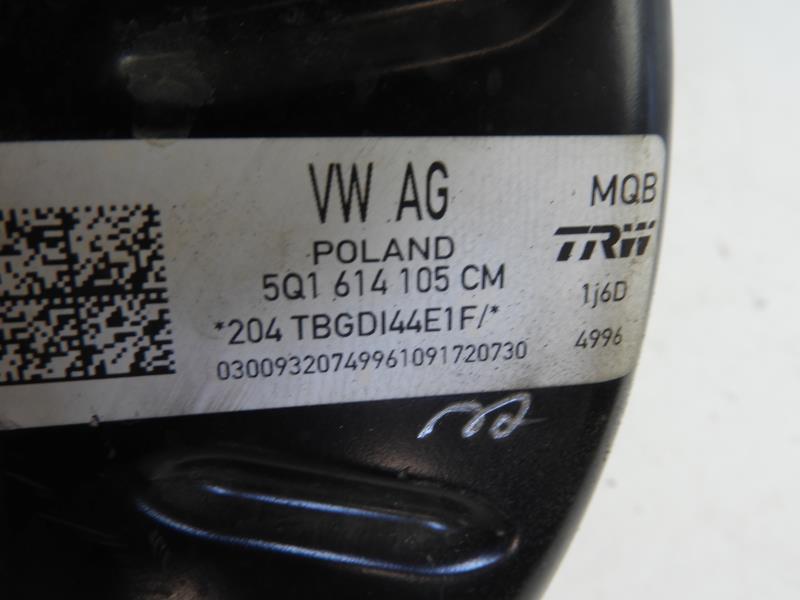 VW AG
MQB
POLAND
TRW
5Q1 614 105 CM
1j6D
*204 TBGDI44E1F/*
4996
03009320749961091720730